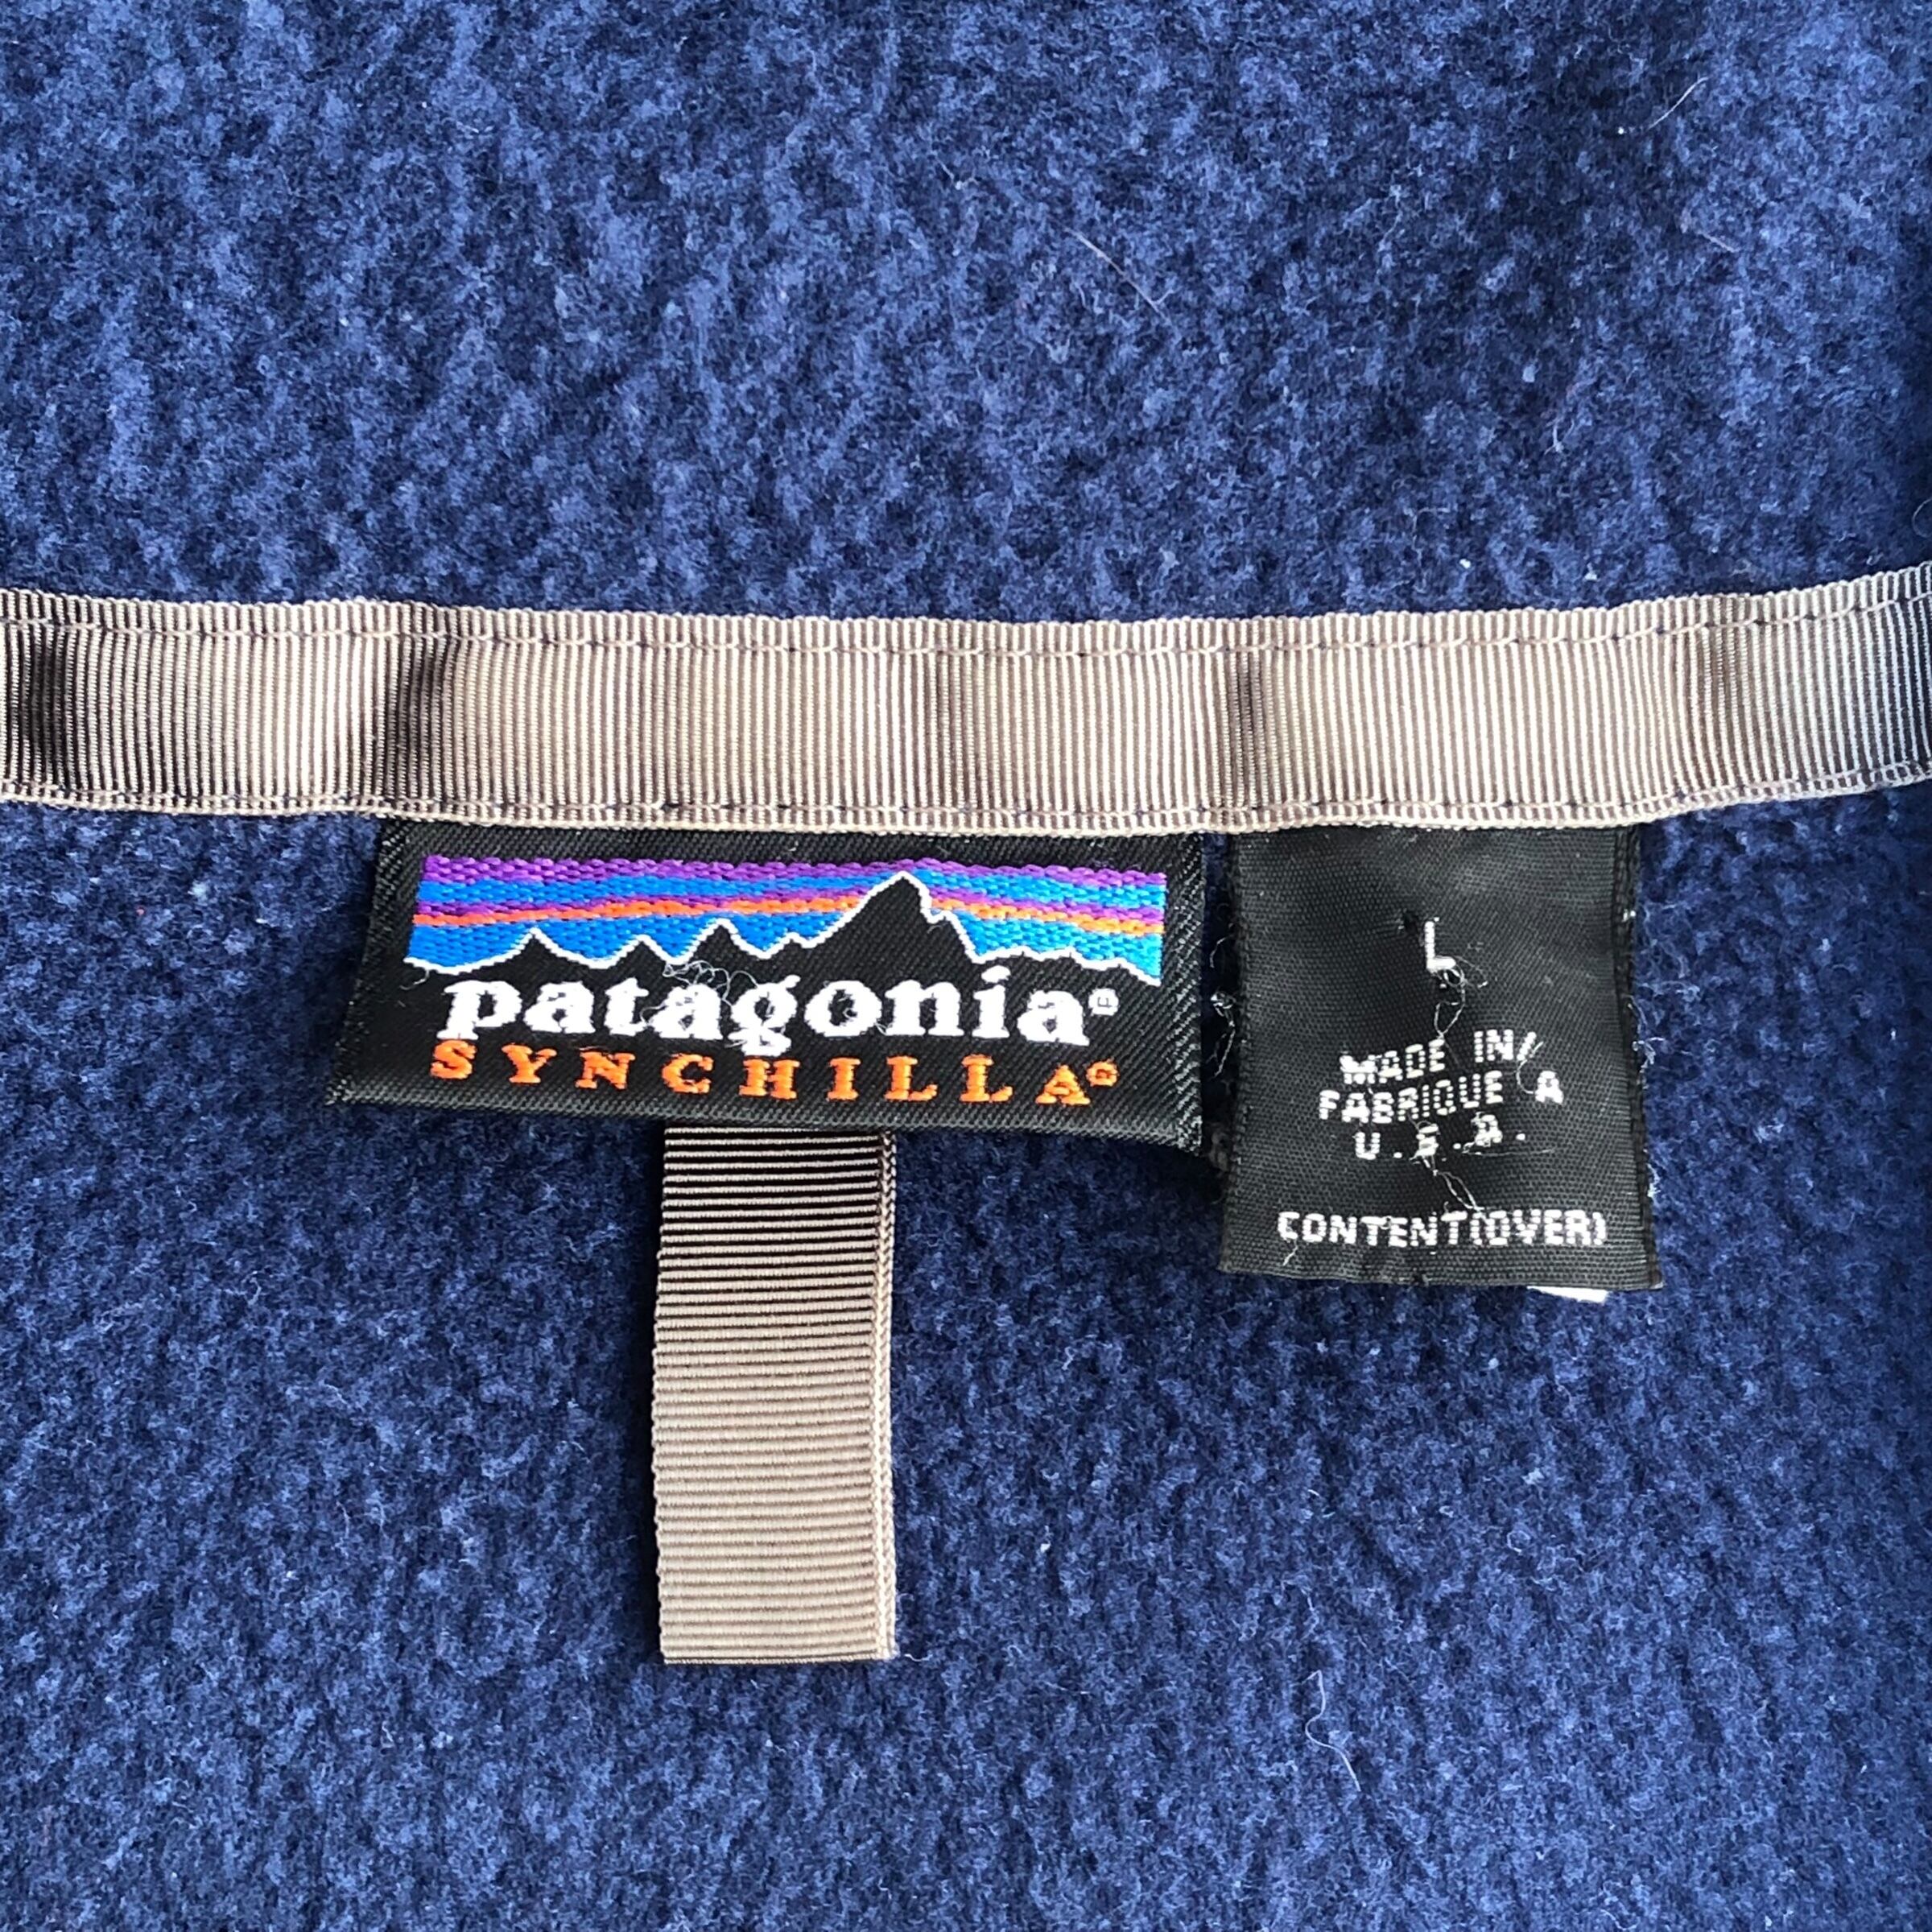 patagonia®
SYNCHILLA®
L
MADE IN/
FABRIQUE A
U.S.A.
CONTENT(OVER)